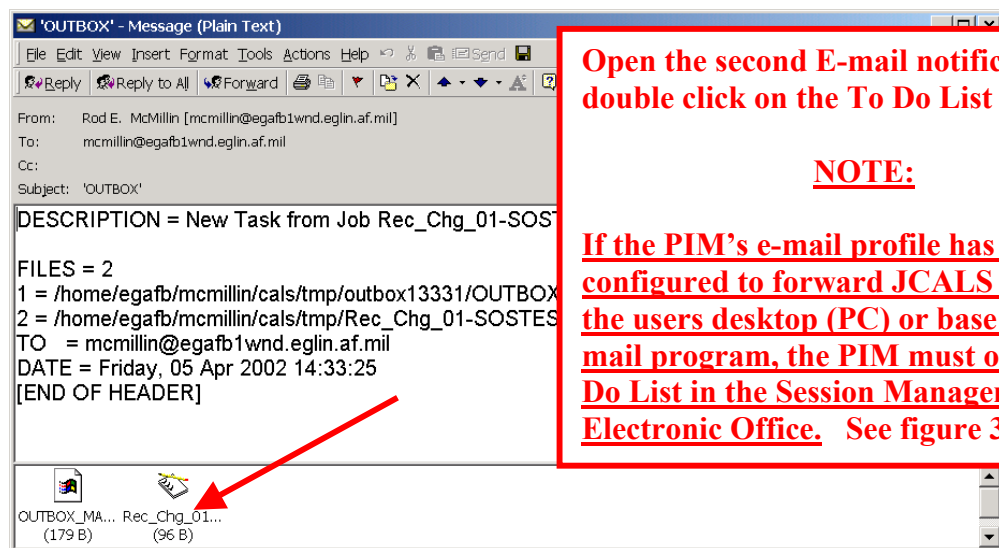 'OUTBOX' - Message (Plain Text)
File Edit View Insert Format Tools Actions Help Send
Reply Reply to All Forward
From: Rod E. McMillin [mcmillin@egafb1wnd.eglin.af.mil]
To: mcmillin@egafb1wnd.eglin.af.mil
Cc:
Subject: 'OUTBOX'
DESCRIPTION = New Task from Job Rec_Chg_01-SOST
FILES = 2
1 = /home/egafb/mcmillin/cals/tmp/outbox13331/OUTBOX
2 = /home/egafb/mcmillin/cals/tmp/Rec_Chg_01-SOSTES
TO = mcmillin@egafb1wnd.eglin.af.mil
DATE = Friday, 05 Apr 2002 14:33:25
[END OF HEADER]
OUTBOX_MA... Rec_Chg_01...
(179 B) (96 B)
Open the second E-mail notific
double click on the To Do List
NOTE:
If the PIM’s e-mail profile has
configured to forward JCALS
the users desktop (PC) or base
mail program, the PIM must o
Do List in the Session Manager
Electronic Office. See figure 3